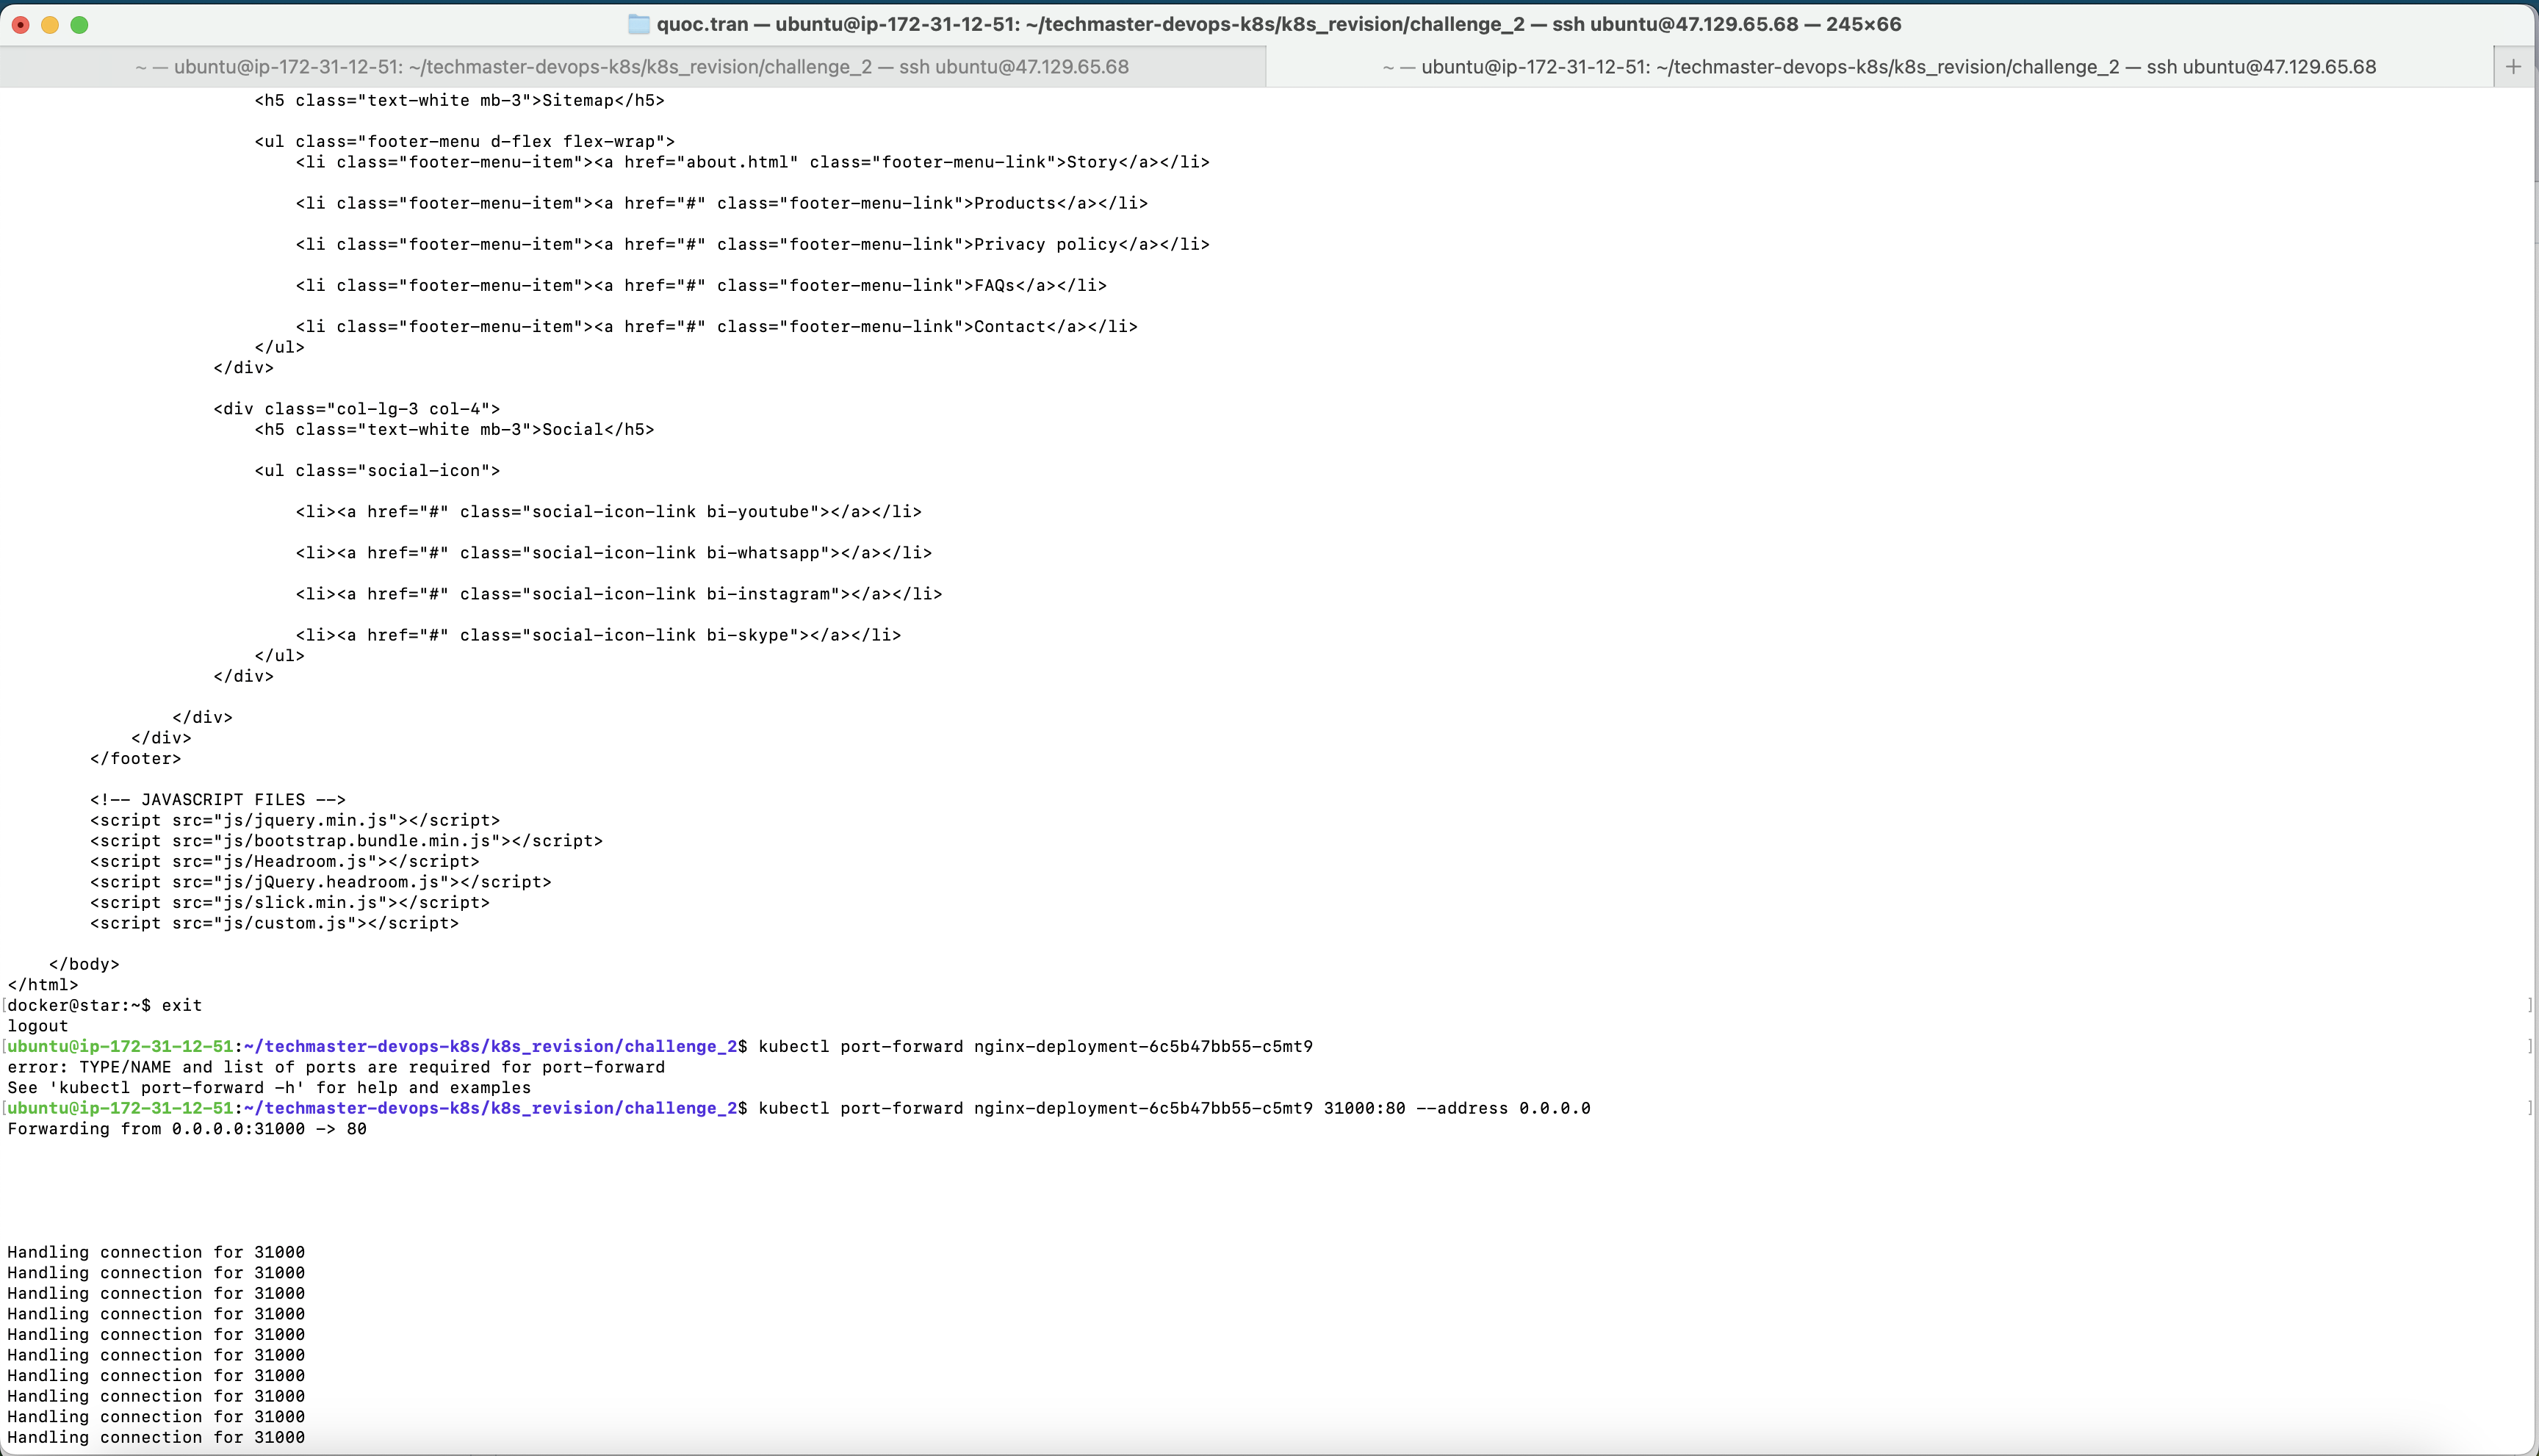 quoc.tran — ubuntu@ip-172-31-12-51: ~/techmaster-devops-k8s/k8s_revision/challenge_2 — ssh ubuntu@47.129.65.68 — 245×66
~ — ubuntu@ip-172-31-12-51: ~/techmaster-devops-k8s/k8s_revision/challenge_2 — ssh ubuntu@47.129.65.68
~ — ubuntu@ip-172-31-12-51: ~/techmaster-devops-k8s/k8s_revision/challenge_2 — ssh ubuntu@47.129.65.68
<h5 class="text-white mb-3">Sitemap</h5>
<ul class="footer-menu d-flex flex-wrap">
<li class="footer-menu-item"><a href="about.html" class="footer-menu-link">Story</a></li>
<li class="footer-menu-item"><a href="#" class="footer-menu-link">Products</a></li>
<li class="footer-menu-item"><a href="#" class="footer-menu-link">Privacy policy</a></li>
<li class="footer-menu-item"><a href="#" class="footer-menu-link">FAQs</a></li>
<li class="footer-menu-item"><a href="#" class="footer-menu-link">Contact</a></li>
</ul>
</div>
<div class="col-lg-3 col-4">
<h5 class="text-white mb-3">Social</h5>
<ul class="social-icon">
<li><a href="#" class="social-icon-link bi-youtube"></a></li>
<li><a href="#" class="social-icon-link bi-whatsapp"></a></li>
<li><a href="#" class="social-icon-link bi-instagram"></a></li>
<li><a href="#" class="social-icon-link bi-skype"></a></li>
</ul>
</div>
</div>
</div>
</footer>
<!-- JAVASCRIPT FILES -->
<script src="js/jquery.min.js"></script>
<script src="js/bootstrap.bundle.min.js"></script>
<script src="js/Headroom.js"></script>
<script src="js/jQuery.headroom.js"></script>
<script src="js/slick.min.js"></script>
<script src="js/custom.js"></script>
</body>
</html>
[docker@star:~$ exit ]
logout
[ubuntu@ip-172-31-12-51:~/techmaster-devops-k8s/k8s_revision/challenge_2$ kubectl port-forward nginx-deployment-6c5b47bb55-c5mt9 ]
error: TYPE/NAME and list of ports are required for port-forward
See 'kubectl port-forward -h' for help and examples
[ubuntu@ip-172-31-12-51:~/techmaster-devops-k8s/k8s_revision/challenge_2$ kubectl port-forward nginx-deployment-6c5b47bb55-c5mt9 31000:80 --address 0.0.0.0 ]
Forwarding from 0.0.0.0:31000 -> 80
Handling connection for 31000
Handling connection for 31000
Handling connection for 31000
Handling connection for 31000
Handling connection for 31000
Handling connection for 31000
Handling connection for 31000
Handling connection for 31000
Handling connection for 31000
Handling connection for 31000